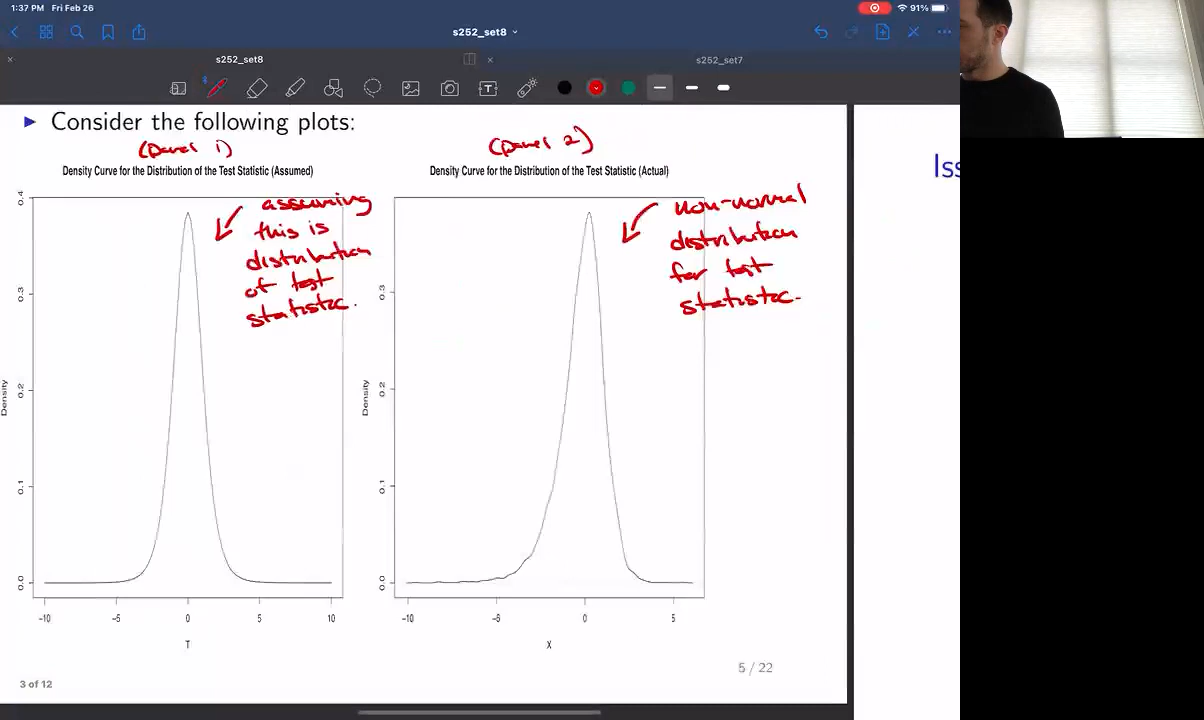 1:37 PM Fri Feb 26
91%
s252_set8
s252_set8
s252_set7
► Consider the following plots:
(panel 1)
(panel 2)
Density Curve for the Distribution of the Test Statistic (Assumed)
Density Curve for the Distribution of the Test Statistic (Actual)
assuming
this is
distribution
of test
statistic.
non-normal
distribution
for test
statistic.
Density
0.0
0.1
0.2
0.3
0.4
-10
-5
0
5
10
T
Density
0.0
0.1
0.2
0.3
-10
0
5
X
5 / 22
3 of 12
Iss